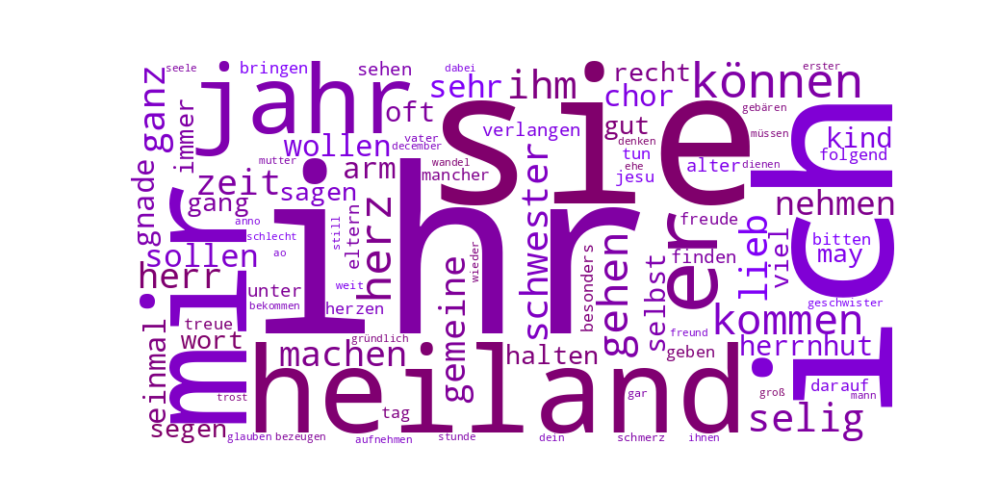 seele
bringen
dabei
sehen
erster
jahr
sehr
ihm
recht
können
ganz
oft
chor
gebären
sie
ich
immer
wollen
vater
december
verlangen
gut
denken
kind
folgend
mutter
arm
wandel
mancher
tun
ehe
jesu
müssen
alter
dienen
gnade
zeit
sagen
ihr
schwester
nehmen
gang
anno
eltern
still
herz
freude
lieb
viel
mir
schlecht
er
bitten
may
sollen
ao
gemeine
wieder
besonders
gehen
selbst
finden
herr
unter
weit
bekommen
herzen
geschwister
einmal
treue
wort
gründlich
freund
kommen
herrnhut
machen
halten
geben
heiland
darauf
mann
trost
tag
gar
groß
segen
selig
glauben
bezeugen
aufnehmen
stunde
dein
schmerz
ihnen